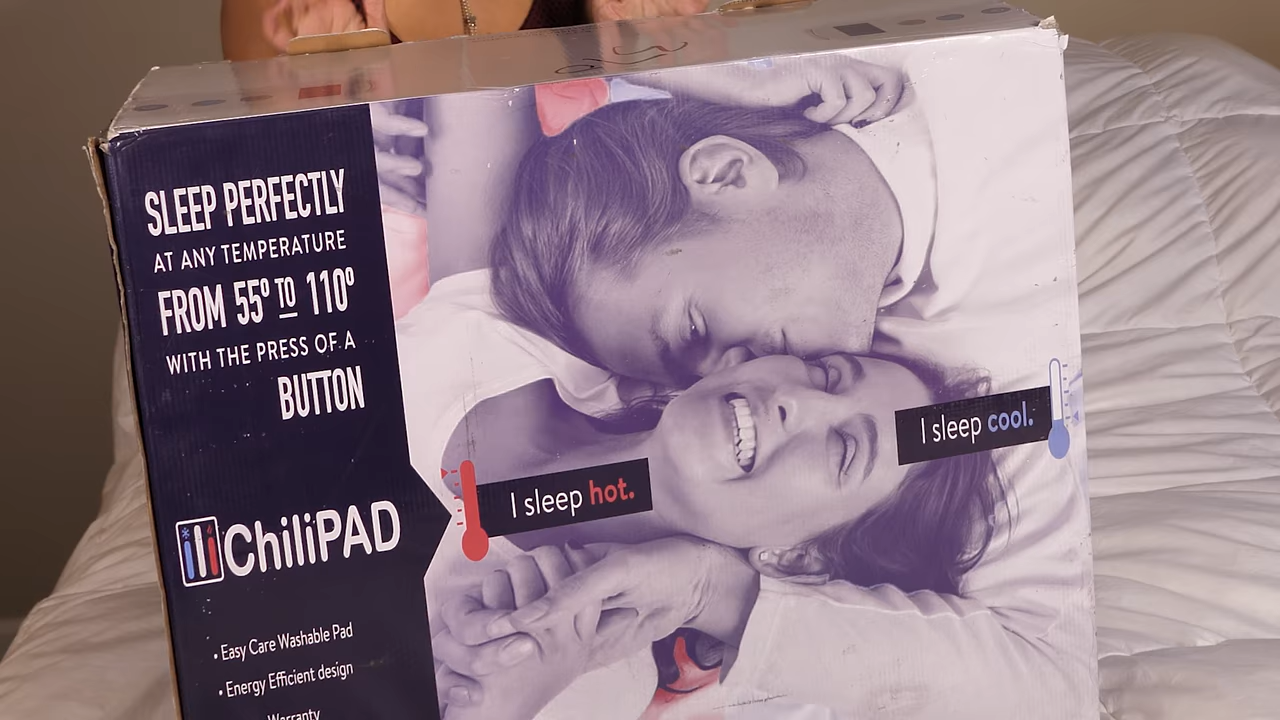 SLEEP PERFECTLY
AT ANY TEMPERATURE
FROM 55° TO 110°
WITH THE PRESS OF A
BUTTON
ChiliPAD
• Easy Care Washable Pad
• Energy Efficient design
Warranty
I sleep hot.
I sleep cool.